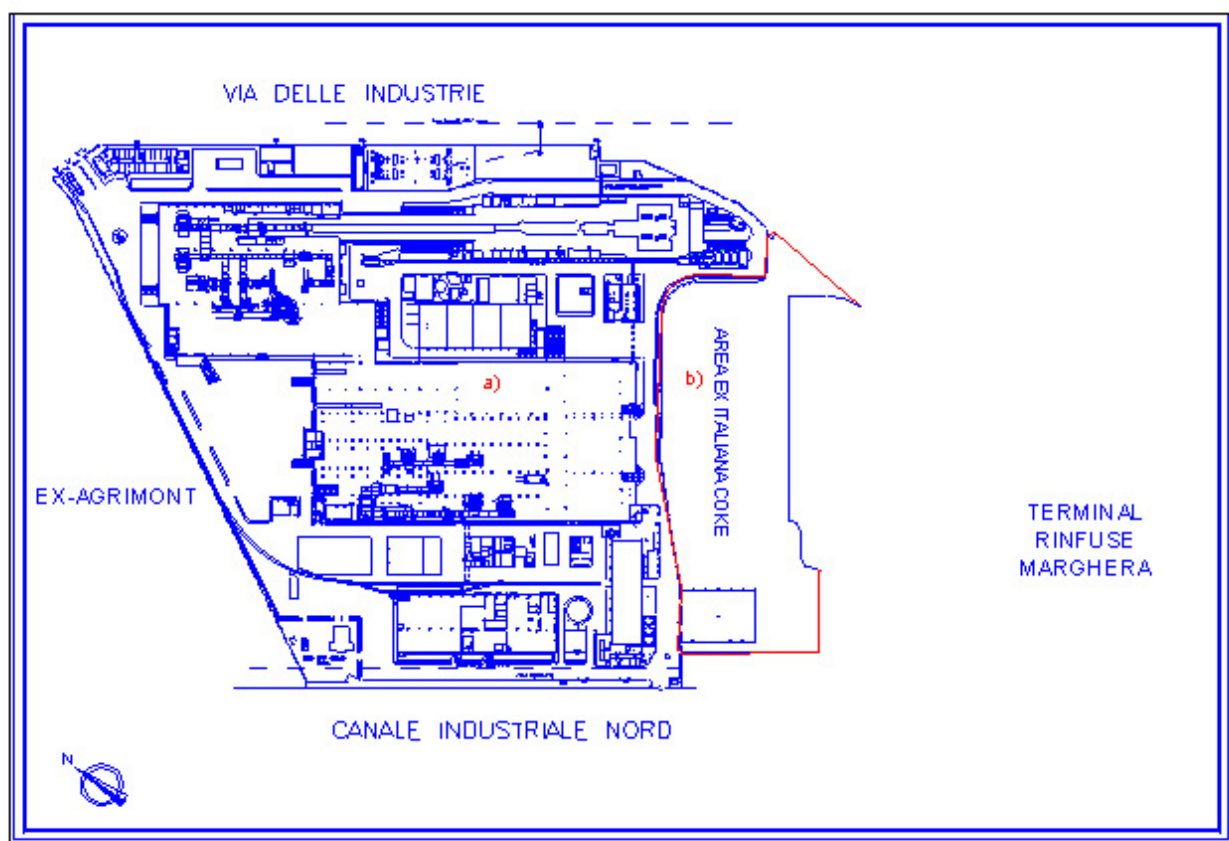 VIA DELLE INDUSTRIE
a)
b)
AREA EX ITALIANA COKE
EX-AGRIMONT
TERMINAL
RINFUSE
MARGHERA
CANALE INDUSTRIALE NORD
N